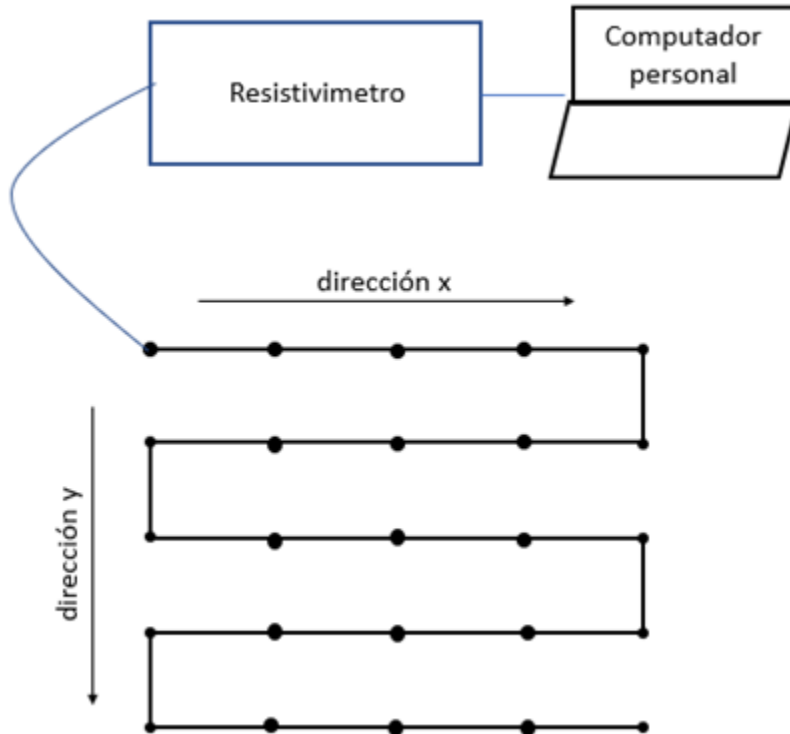 Computador
personal
Resistivimetro
dirección x
dirección y